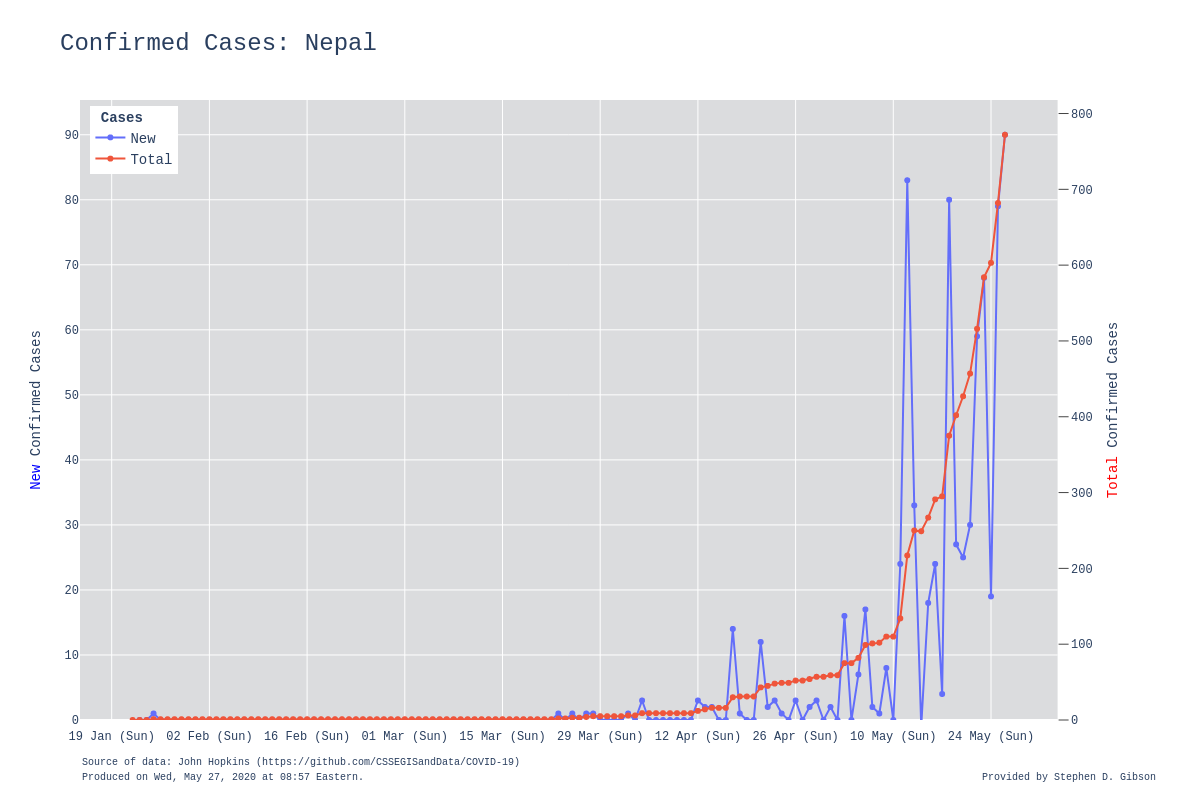 Confirmed Cases: Nepal
Cases
New
Total
90
80
70
60
50
40
30
20
10
0
New Confirmed Cases
800
700
600
500
400
300
200
100
0
Total Confirmed Cases
19 Jan (Sun) 02 Feb (Sun) 16 Feb (Sun) 01 Mar (Sun) 15 Mar (Sun) 29 Mar (Sun) 12 Apr (Sun) 26 Apr (Sun) 10 May (Sun) 24 May (Sun)
Source of data: John Hopkins (https://github.com/CSSEGISandData/COVID-19)
Produced on Wed, May 27, 2020 at 08:57 Eastern.
Provided by Stephen D. Gibson